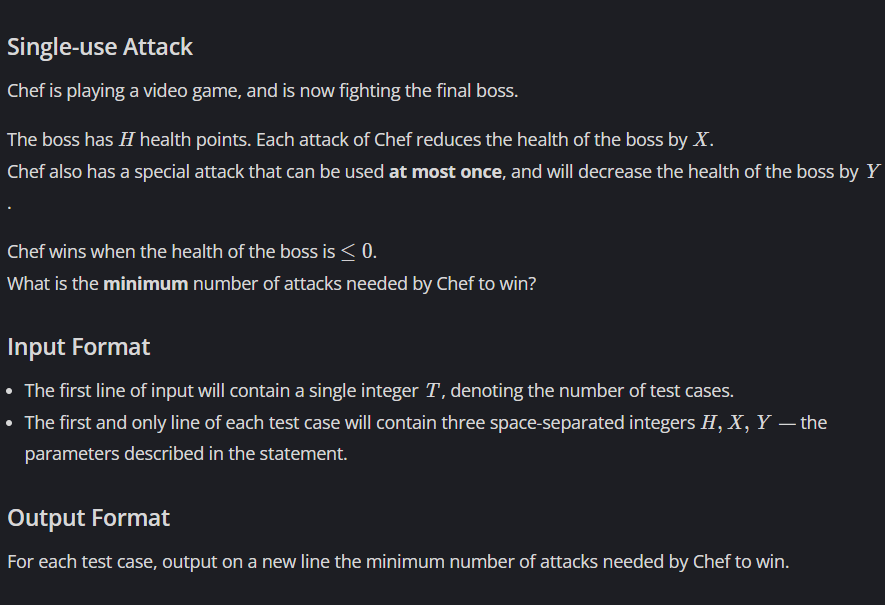 Single-use Attack
Chef is playing a video game, and is now fighting the final boss.
The boss has H health points. Each attack of Chef reduces the health of the boss by X.
Chef also has a special attack that can be used at most once, and will decrease the health of the boss by Y
.
Chef wins when the health of the boss is ≤ 0.
What is the minimum number of attacks needed by Chef to win?
Input Format
• The first line of input will contain a single integer T, denoting the number of test cases.
• The first and only line of each test case will contain three space-separated integers H, X, Y — the
parameters described in the statement.
Output Format
For each test case, output on a new line the minimum number of attacks needed by Chef to win.